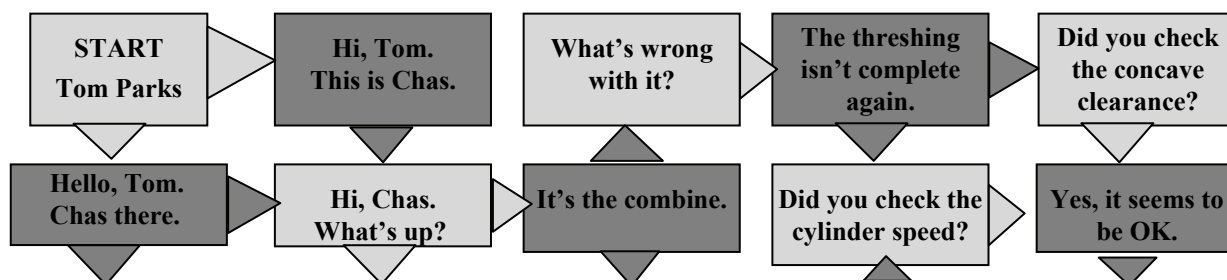 START
Tom Parks
Hi, Tom.
This is Chas.
What's wrong
with it?
The threshing
isn't complete
again.
Did you check
the concave
clearance?
Hello, Tom.
Chas there.
Hi, Chas.
What's up?
It's the combine.
Did you check the
cylinder speed?
Yes, it seems to
be OK.